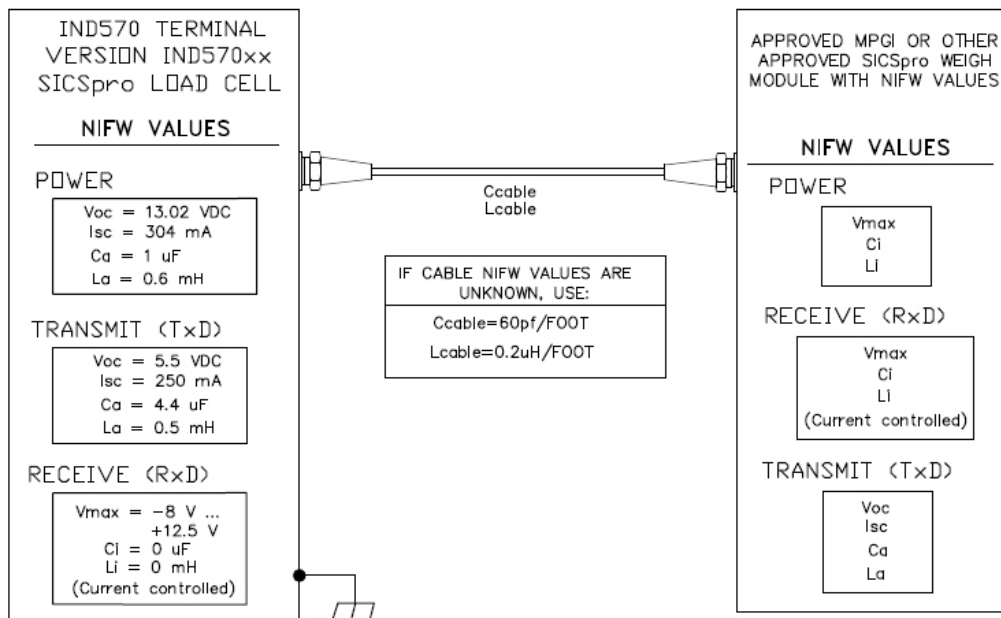 IND570 TERMINAL
VERSION IND570xx
SICSpro LOAD CELL
NIFW VALUES
POWER
Voc = 13.02 VDC
Isc = 304 mA
Ca = 1 uF
La = 0.6 mH
TRANSMIT (TxD)
Voc = 5.5 VDC
Isc = 250 mA
Ca = 4.4 uF
La = 0.5 mH
RECEIVE (RxD)
Vmax = -8 V ...
+12.5 V
Ci = 0 uF
Li = 0 mH
(Current controlled)
Ccable
Lcable
IF CABLE NIFW VALUES ARE
UNKNOWN, USE:
Ccable=60pf/FOOT
Lcable=0.2uH/FOOT
APPROVED MPGI OR OTHER
APPROVED SICSpro WEIGH
MODULE WITH NIFW VALUES
NIFW VALUES
POWER
Vmax
Ci
Li
RECEIVE (RxD)
Vmax
Ci
Li
(Current controlled)
TRANSMIT (TxD)
Voc
Isc
Ca
La